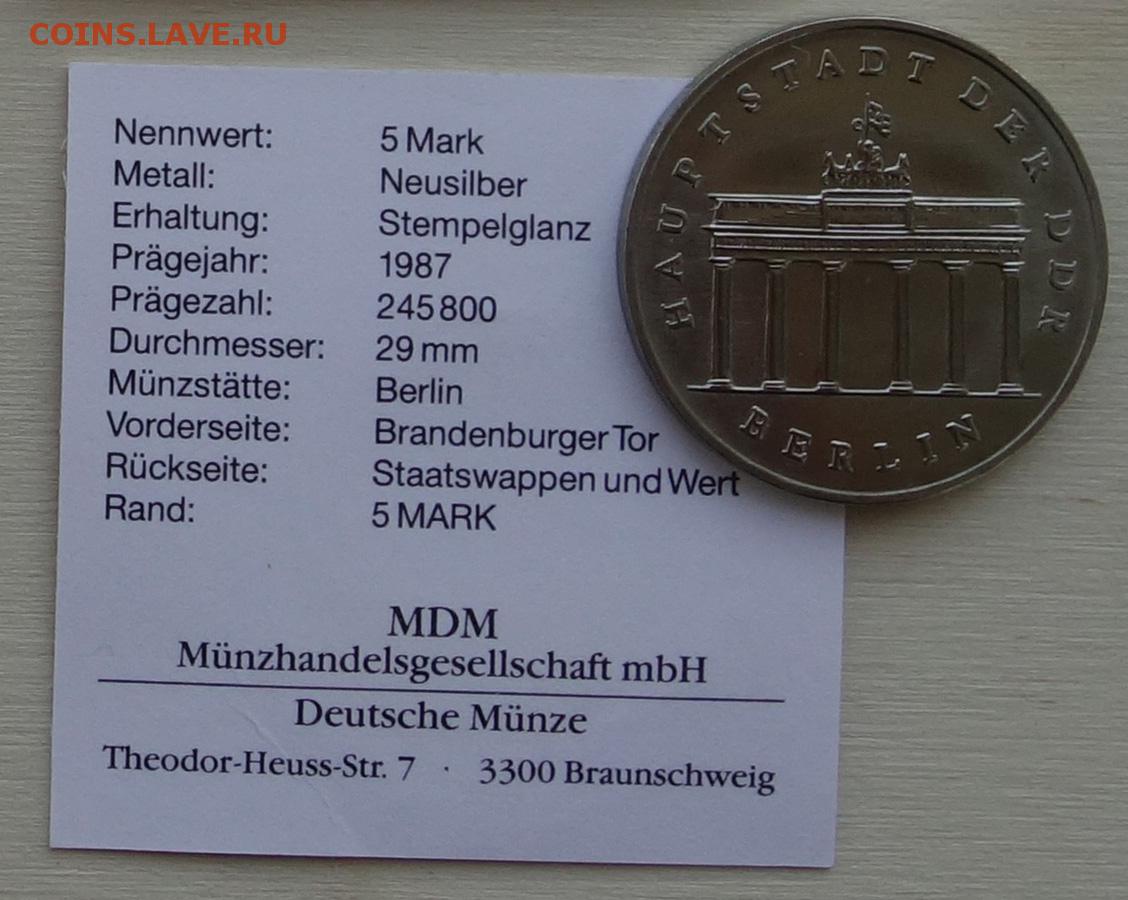 COINS.LAVE.RU
Nennwert: 5 Mark
Metall: Neusilber
Erhaltung: Stempelglanz
Prägejahr: 1987
Prägezahl: 245 800
Durchmesser: 29 mm
Münzstätte: Berlin
Vorderseite: Brandenburger Tor
Rückseite: Staatswappen und Wert
Rand: 5 MARK
MDM
Münzhandelsgesellschaft mbH
Deutsche Münze
Theodor-Heuss-Str. 7 · 3300 Braunschweig
HAUPTSTADT DER DDR
BERLIN